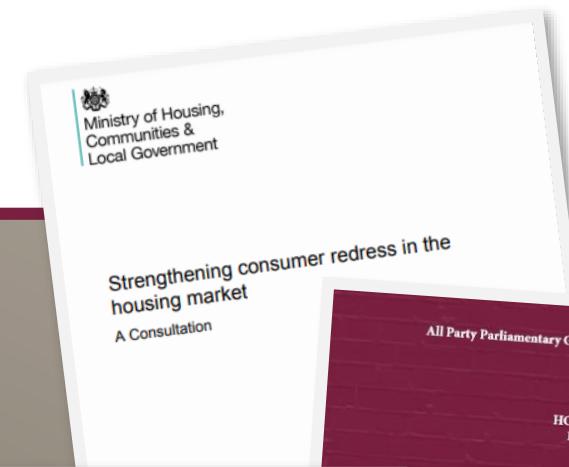 Ministry of Housing,
Communities &
Local Government
Strengthening consumer redress in the
housing market
A Consultation
All Party Parliamentary